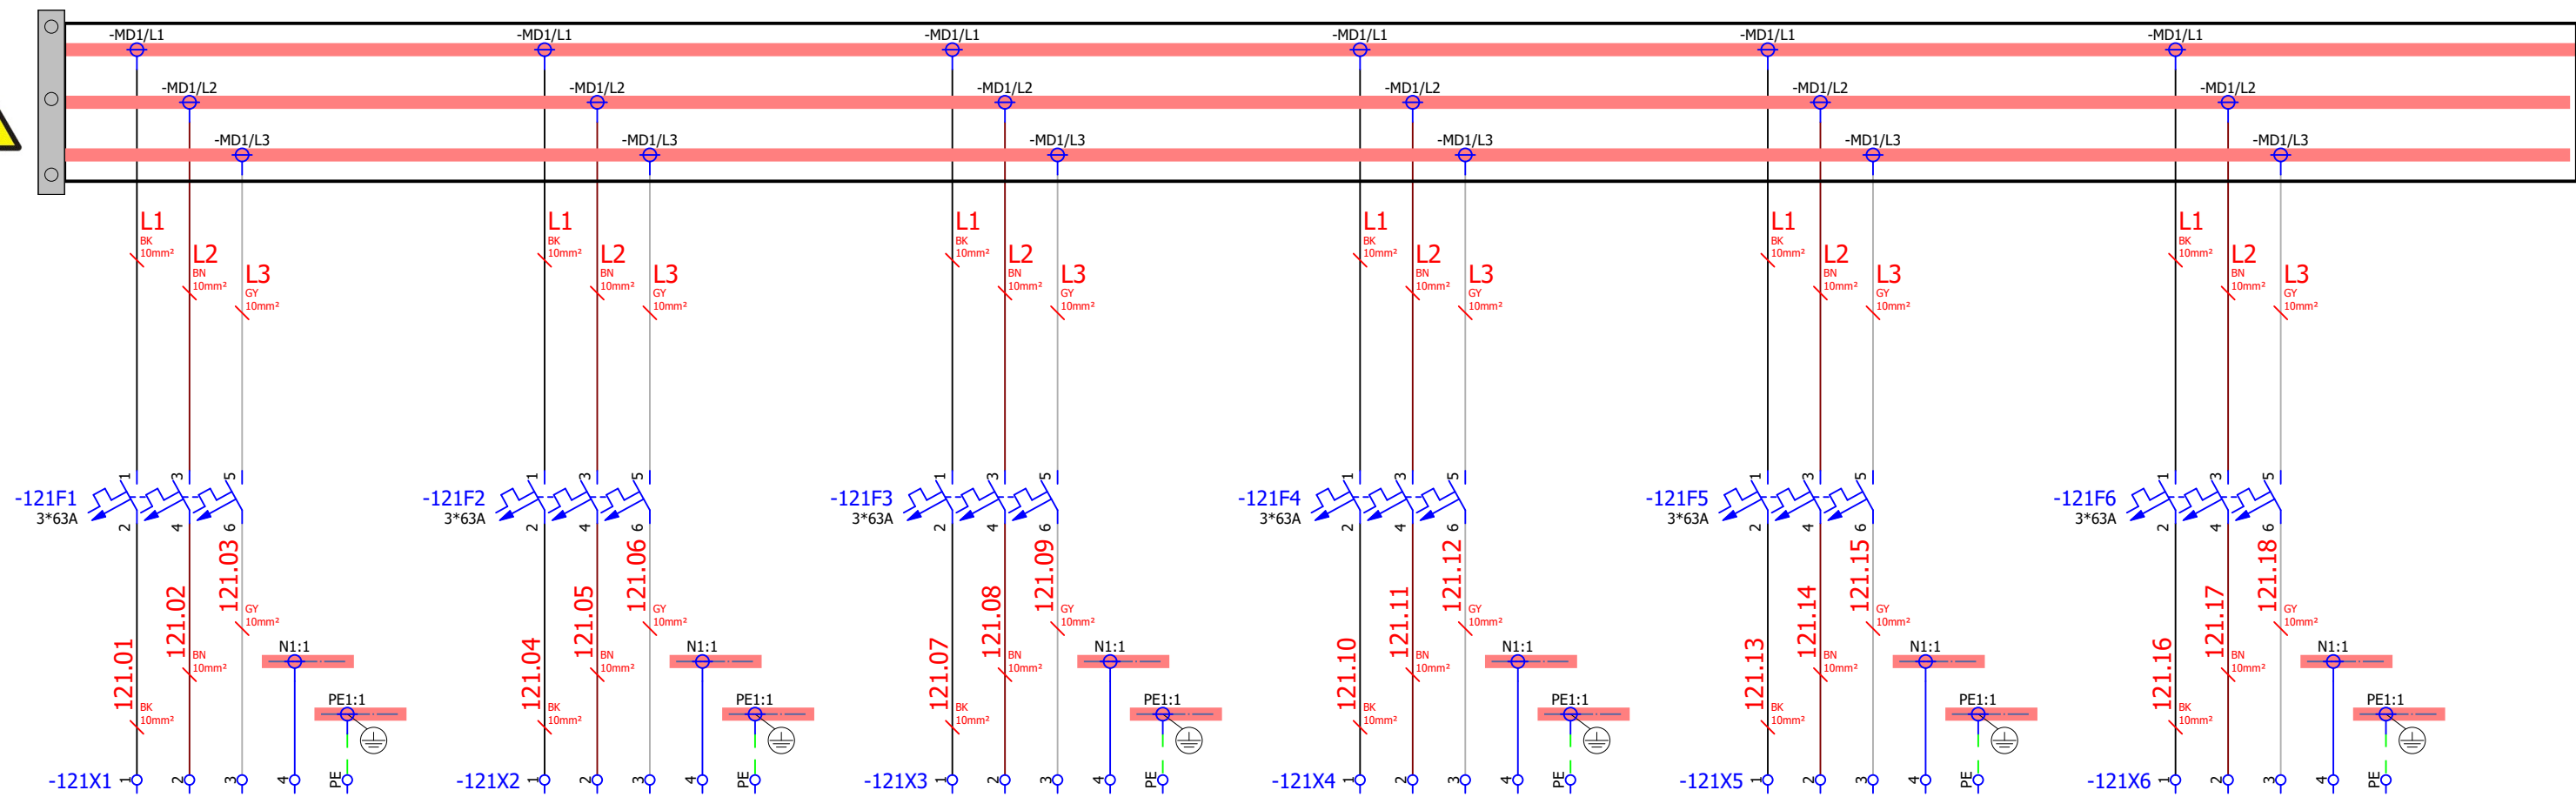 -MD1/L1 -MD1/L1 -MD1/L1 -MD1/L1 -MD1/L1 -MD1/L1
-MD1/L2 -MD1/L2 -MD1/L2 -MD1/L2 -MD1/L2 -MD1/L2
-MD1/L3 -MD1/L3 -MD1/L3 -MD1/L3 -MD1/L3 -MD1/L3
L1 L1 L1 L1 L1 L1
BK BK BK BK BK BK
10mm² 10mm² 10mm² 10mm² 10mm² 10mm²
L2 L2 L2 L2 L2 L2
BN BN BN BN BN BN
10mm² 10mm² 10mm² 10mm² 10mm² 10mm²
L3 L3 L3 L3 L3 L3
GY GY GY GY GY GY
10mm² 10mm² 10mm² 10mm² 10mm² 10mm²
1 3 5 1 3 5 1 3 5 1 3 5 1 3 5 1 3 5
-121F1 -121F2 -121F3 -121F4 -121F5 -121F6
3*63A 3*63A 3*63A 3*63A 3*63A 3*63A
2 4 6 2 4 6 2 4 6 2 4 6 2 4 6 2 4 6
121.03 121.06 121.09 121.12 121.15 121.18
GY GY GY GY GY GY
10mm² 10mm² 10mm² 10mm² 10mm² 10mm²
121.02 121.05 121.08 121.11 121.14 121.17
BN BN BN BN BN BN
10mm² 10mm² 10mm² 10mm² 10mm² 10mm²
N1:1 N1:1 N1:1 N1:1 N1:1 N1:1
121.01 121.04 121.07 121.10 121.13 121.16
BK BK BK BK BK BK
10mm² 10mm² 10mm² 10mm² 10mm² 10mm²
PE1:1 PE1:1 PE1:1 PE1:1 PE1:1 PE1:1
-121X1 1 2 3 4 PE -121X2 1 2 3 4 PE -121X3 1 2 3 4 PE -121X4 1 2 3 4 PE -121X5 1 2 3 4 PE -121X6 1 2 3 4 PE